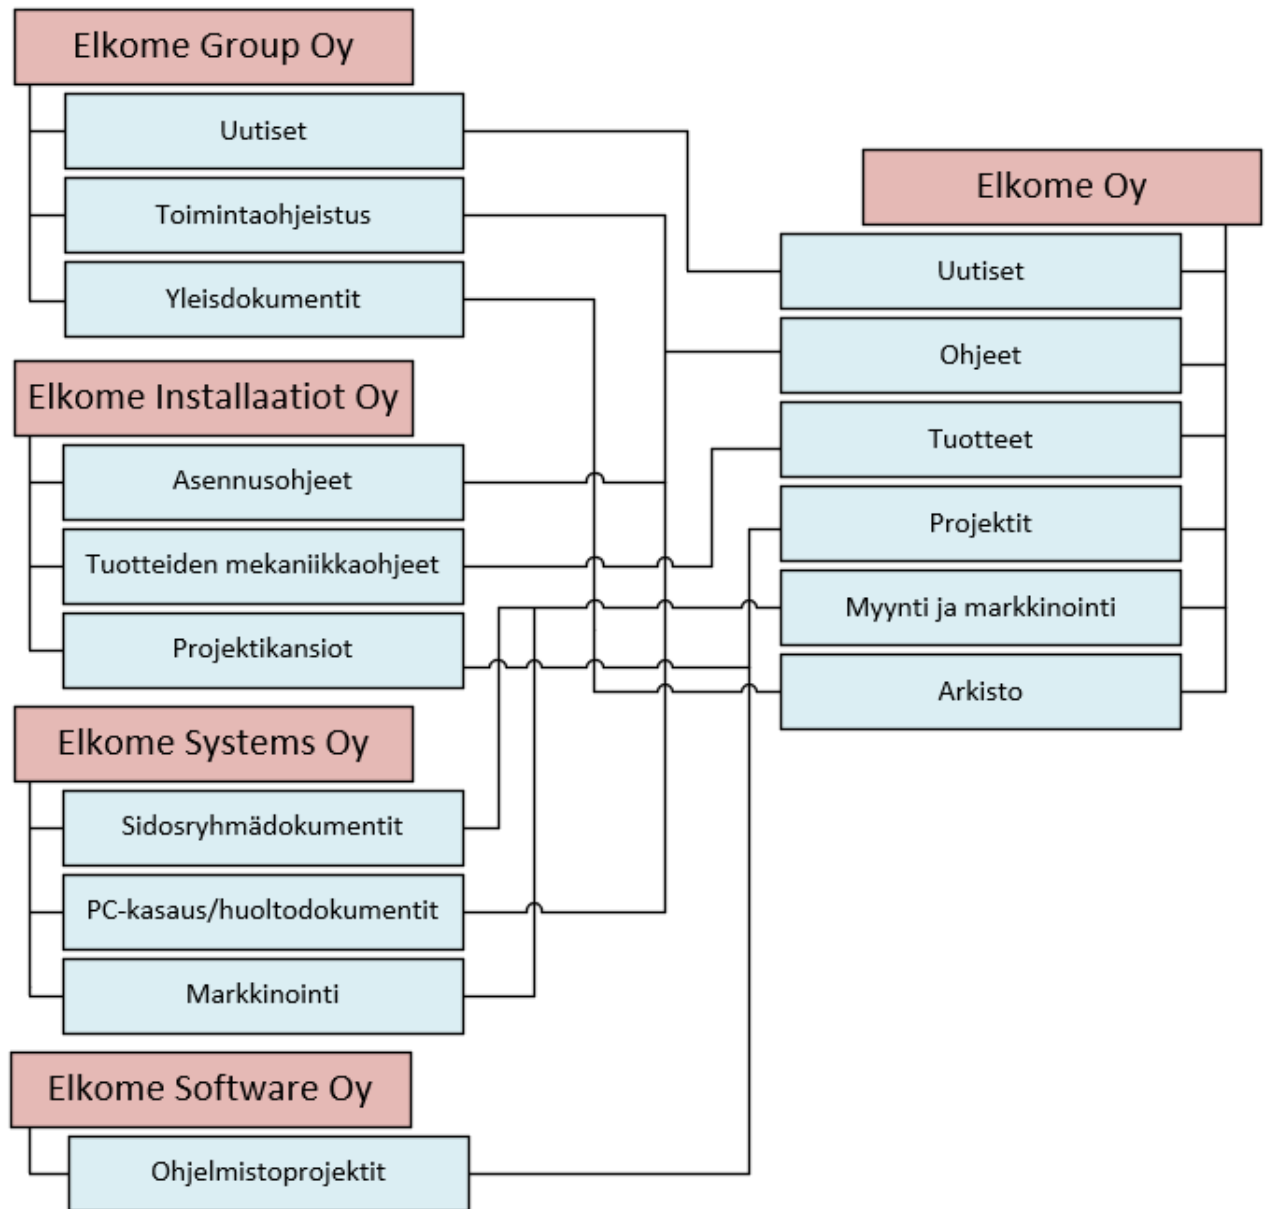 Elkome Group Oy
Uutiset
Toimintaohjeistus
Yleisdokumentit
Elkome Installaatiot Oy
Asennusohjeet
Tuotteiden mekaniikkaohjeet
Projektikansiot
Elkome Systems Oy
Sidosryhmädokumentit
PC-kasaus/huoltodokumentit
Markkinointi
Elkome Software Oy
Ohjelmistoprojektit
Elkome Oy
Uutiset
Ohjeet
Tuotteet
Projektit
Myynti ja markkinointi
Arkisto